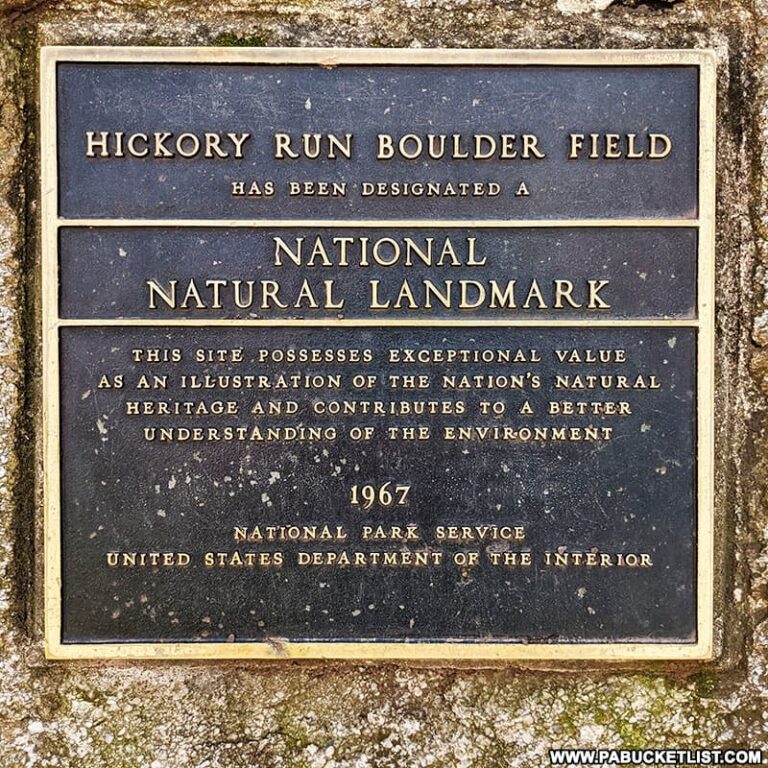 HICKORY RUN BOULDER FIELD
HAS BEEN DESIGNATED A
NATIONAL
NATURAL LANDMARK
THIS SITE POSSESSES EXCEPTIONAL VALUE
AS AN ILLUSTRATION OF THE NATION'S NATURAL
HERITAGE AND CONTRIBUTES TO A BETTER
UNDERSTANDING OF THE ENVIRONMENT
1967
NATIONAL PARK SERVICE
UNITED STATES DEPARTMENT OF THE INTERIOR
WWW.PABUCKETLIST.COM